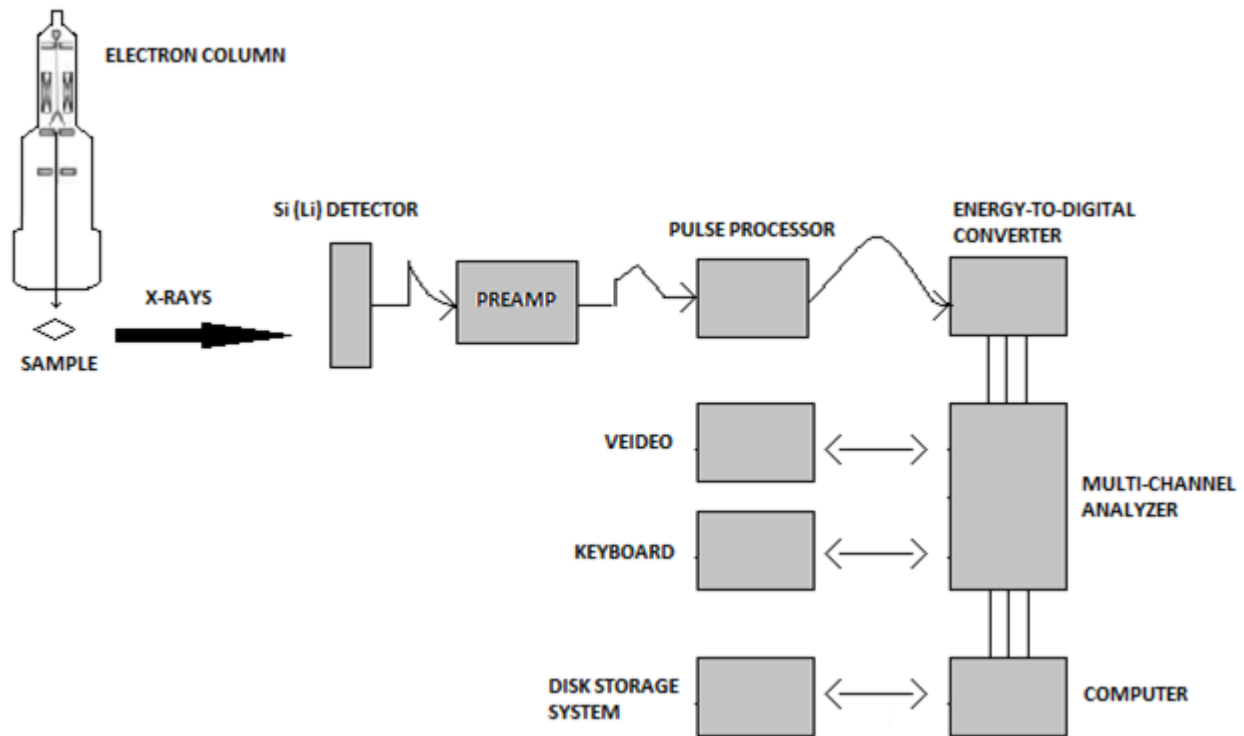 ELECTRON COLUMN
Si (Li) DETECTOR
PULSE PROCESSOR
ENERGY-TO-DIGITAL
CONVERTER
X-RAYS
PREAMP
SAMPLE
VEIDEO
MULTI-CHANNEL
ANALYZER
KEYBOARD
DISK STORAGE
SYSTEM
COMPUTER